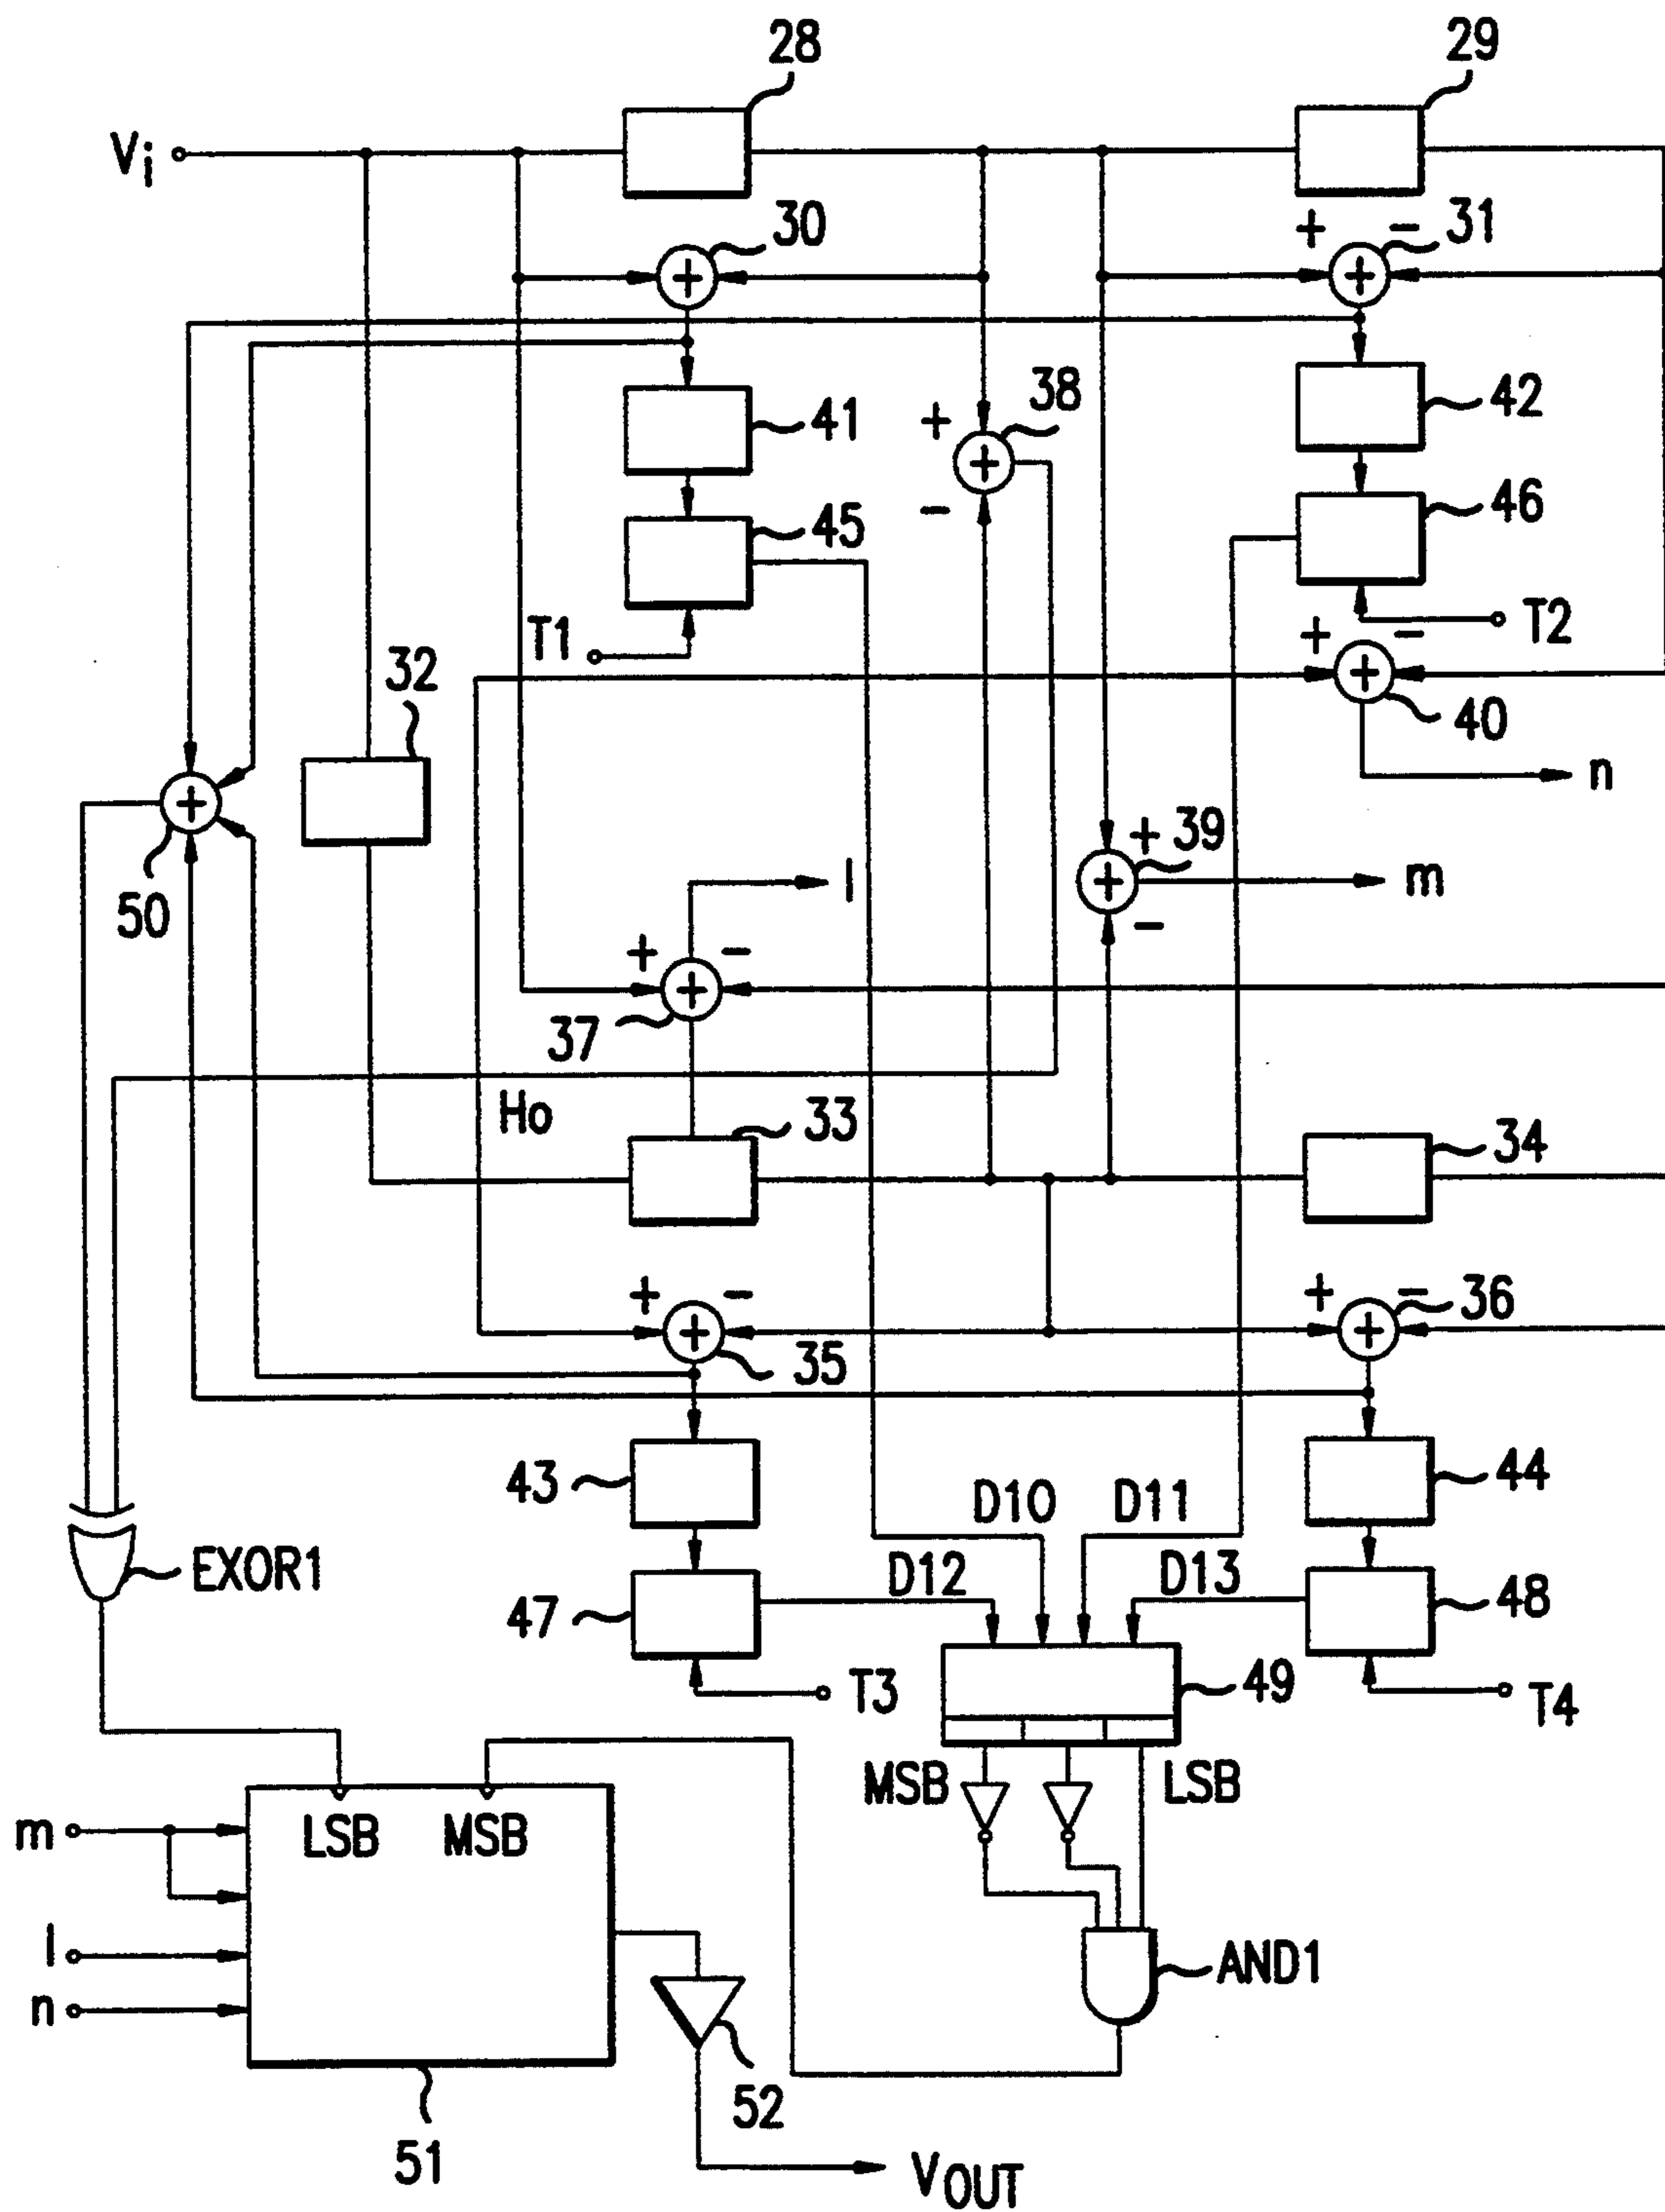 28
29
Vi
30
+
-
31
+
+
38
+
+
-
41
42
45
46
T1
T2
32
+
-
+
40
n
+
50
+
39
+
-
m
l
+
-
+
37
Ho
33
34
+
-
+
35
+
-
+
36
43
44
D10
D11
EXOR1
D12
D13
47
48
T3
49
T4
MSB
LSB
m
LSB
MSB
l
n
AND1
52
51
VOUT